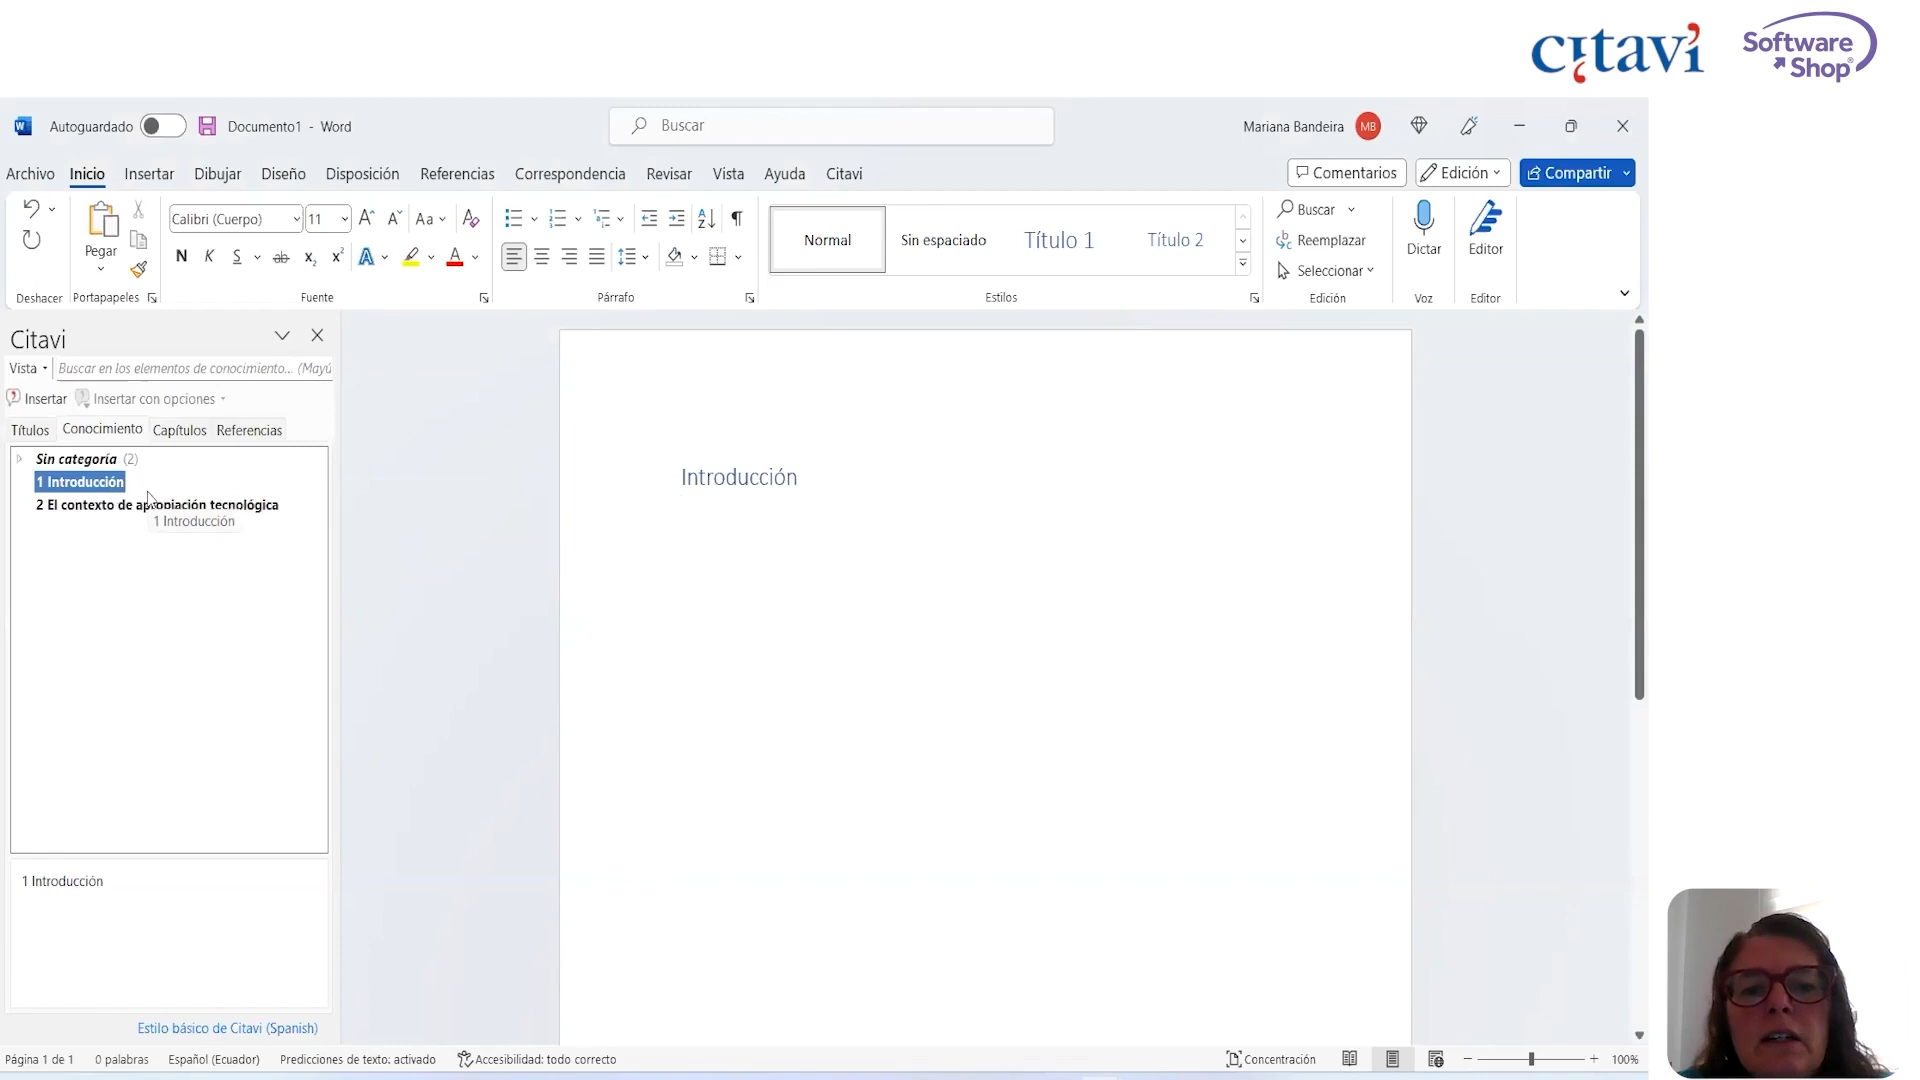 citavi
Software
Shop®
Autoguardado
Documento1 - Word
Buscar
Mariana Bandeira
MB
Archivo
Inicio
Insertar
Dibujar
Diseño
Disposición
Referencias
Correspondencia
Revisar
Vista
Ayuda
Citavi
Comentarios
Edición
Compartir
Pegar
Calibri (Cuerpo)
11
Aa
N K S ab x₂ x² A A
Normal
Sin espaciado
Título 1
Título 2
Buscar
Reemplazar
Seleccionar
Dictar
Editor
Deshacer
Portapapeles
Fuente
Párrafo
Estilos
Edición
Voz
Editor
Citavi
Vista
Buscar en los elementos de conocimiento... (Mayú
Insertar
Insertar con opciones
Títulos
Conocimiento
Capítulos
Referencias
Sin categoría (2)
1 Introducción
2 El contexto de apropiación tecnológica
1 Introducción
Introducción
1 Introducción
Estilo básico de Citavi (Spanish)
Página 1 de 1
0 palabras
Español (Ecuador)
Predicciones de texto: activado
Accesibilidad: todo correcto
Concentración
100%